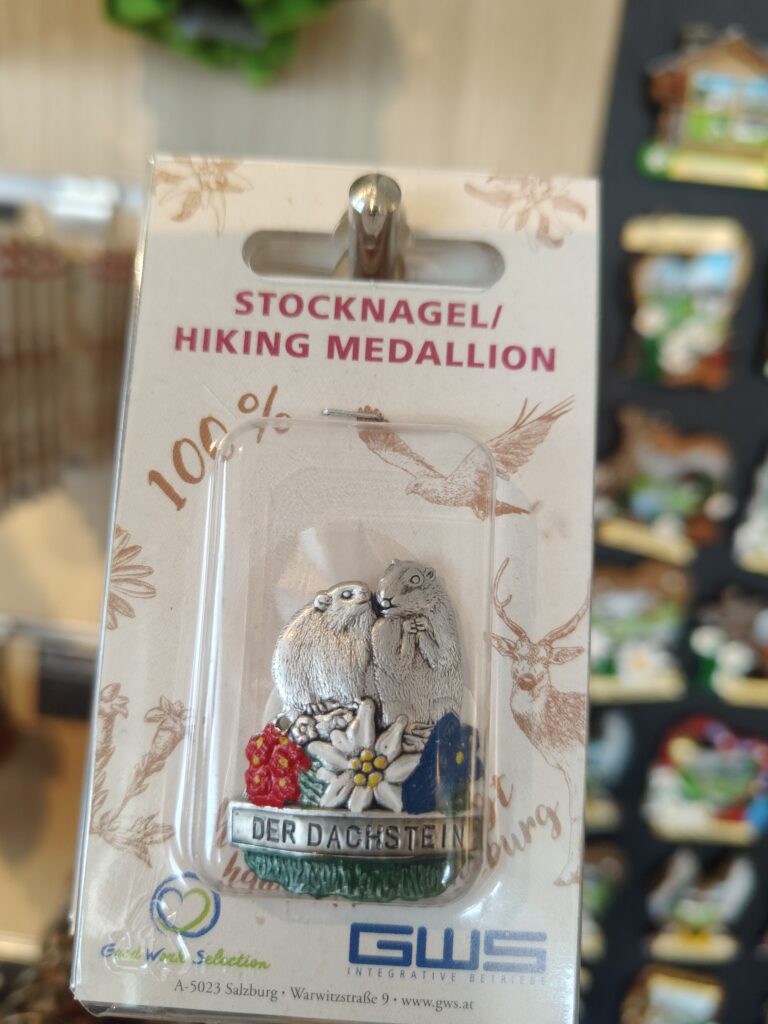 STOCKNAGEL/
HIKING MEDALLION
100%
DER DACHSTEIN
Good Work Selection
GWS
INTEGRATIVE BETRIEBE
A-5023 Salzburg • Warwitzstraße 9 • www.gws.at